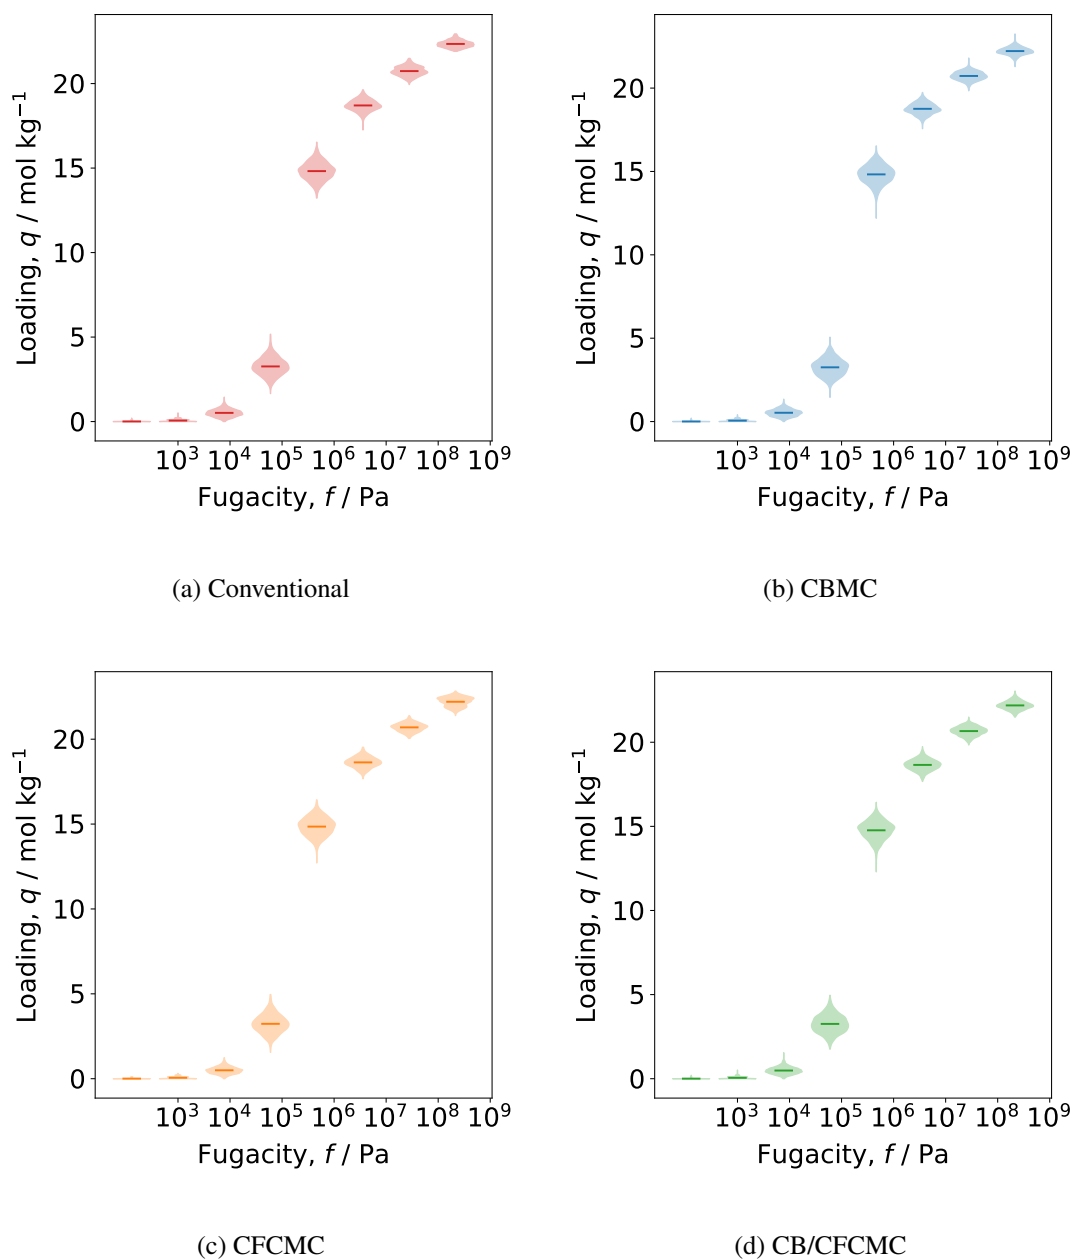 20
15
10
5
0
Loading, q / mol kg⁻¹
10³ 10⁴ 10⁵ 10⁶ 10⁷ 10⁸ 10⁹
Fugacity, f / Pa
(a) Conventional
20
15
10
5
0
Loading, q / mol kg⁻¹
10³ 10⁴ 10⁵ 10⁶ 10⁷ 10⁸ 10⁹
Fugacity, f / Pa
(b) CBMC
20
15
10
5
0
Loading, q / mol kg⁻¹
10³ 10⁴ 10⁵ 10⁶ 10⁷ 10⁸ 10⁹
Fugacity, f / Pa
(c) CFCMC
20
15
10
5
0
Loading, q / mol kg⁻¹
10³ 10⁴ 10⁵ 10⁶ 10⁷ 10⁸ 10⁹
Fugacity, f / Pa
(d) CB/CFCMC